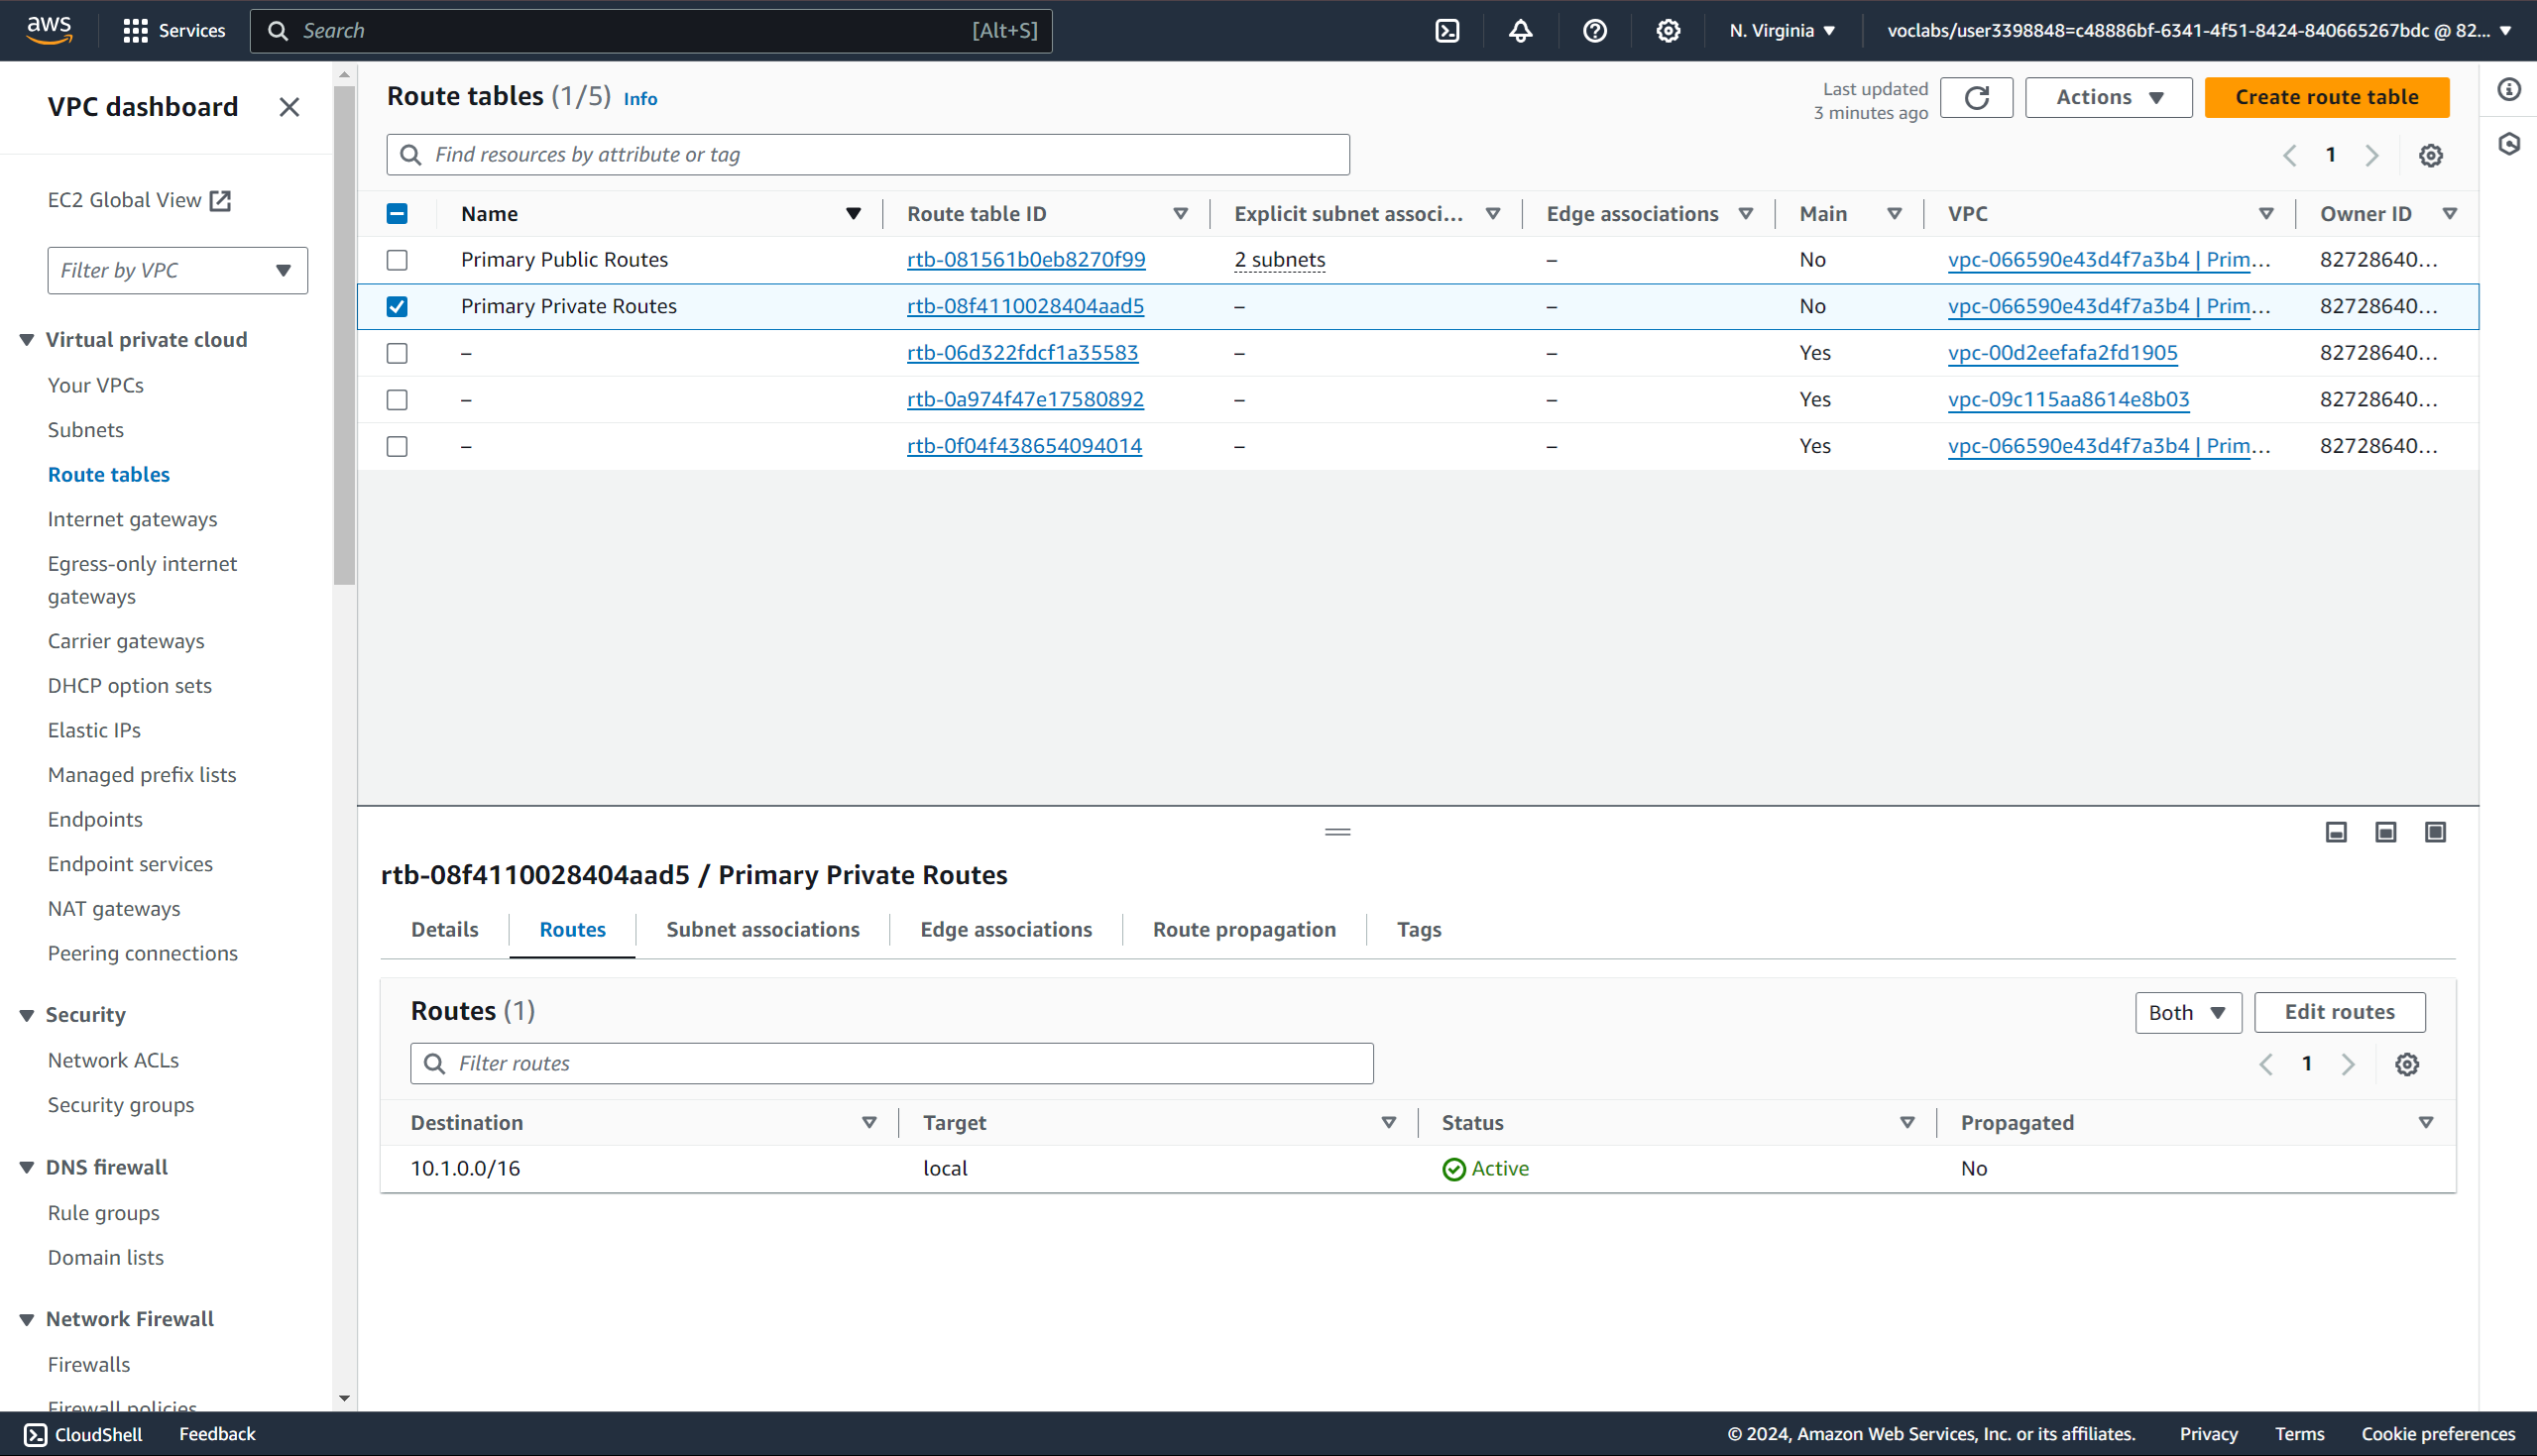 aws
Services
Search [Alt+S]
N. Virginia
voclabs/user3398848=c48886bf-6341-4f51-8424-840665267bdc @ 82...
VPC dashboard
EC2 Global View
Filter by VPC
Virtual private cloud
Your VPCs
Subnets
Route tables
Internet gateways
Egress-only internet
gateways
Carrier gateways
DHCP option sets
Elastic IPs
Managed prefix lists
Endpoints
Endpoint services
NAT gateways
Peering connections
Security
Network ACLs
Security groups
DNS firewall
Rule groups
Domain lists
Network Firewall
Firewalls
Firewall policies
Route tables (1/5) Info
Last updated
3 minutes ago
Actions
Create route table
Find resources by attribute or tag
1
Name Route table ID Explicit subnet associ... Edge associations Main VPC Owner ID
Primary Public Routes rtb-081561b0eb8270f99 2 subnets – No vpc-066590e43d4f7a3b4 | Prim... 82728640...
Primary Private Routes rtb-08f4110028404aad5 – – No vpc-066590e43d4f7a3b4 | Prim... 82728640...
– rtb-06d322fdcf1a35583 – – Yes vpc-00d2eefafa2fd1905 82728640...
– rtb-0a974f47e17580892 – – Yes vpc-09c115aa8614e8b03 82728640...
– rtb-0f04f438654094014 – – Yes vpc-066590e43d4f7a3b4 | Prim... 82728640...
rtb-08f4110028404aad5 / Primary Private Routes
Details Routes Subnet associations Edge associations Route propagation Tags
Routes (1)
Both
Edit routes
Filter routes
1
Destination Target Status Propagated
10.1.0.0/16 local Active No
CloudShell Feedback
© 2024, Amazon Web Services, Inc. or its affiliates. Privacy Terms Cookie preferences